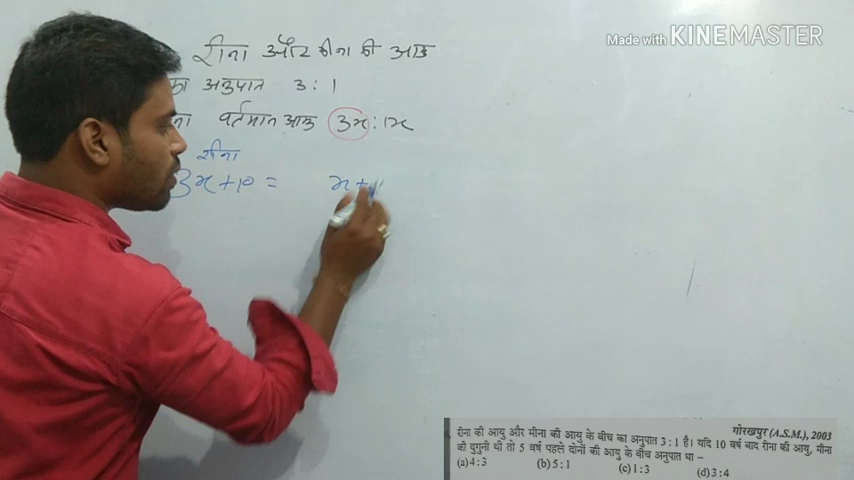 Made with KINEMASTER
रीना और मीना की आयु
का अनुपात 3 : 1
वर्तमान आयु 3x : 1x
रीना
3x + 10 = x + 1
गोरखपुर (A.S.M.), 2003
रीना की आयु और मीना की आयु के बीच का अनुपात 3 : 1 है। यदि 10 वर्ष बाद रीना की आयु, मीना
की दुगुनी थी तो 5 वर्ष पहले दोनों की आयु के बीच अनुपात था –
(a) 4 : 3 (b) 5 : 1 (c) 1 : 3 (d) 3 : 4